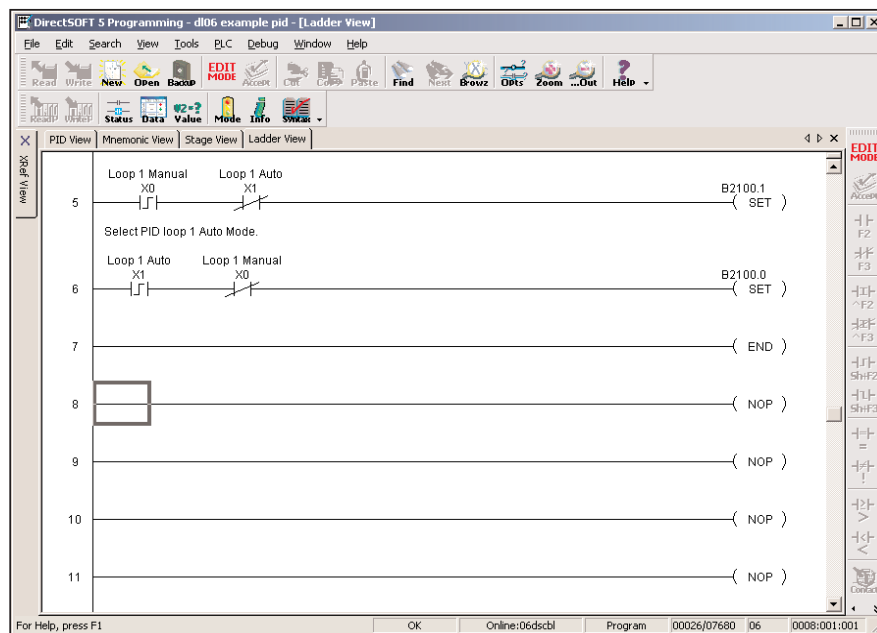 DirectSOFT 5 Programming - dl06 example pid - [Ladder View]
File Edit Search View Tools PLC Debug Window Help
Read Write New Open Backup EDIT MODE Accept Cut Copy Paste Find Next Browz Opts Zoom ...Out Help
Read Write Status Data Value Mode Info Syntax
PID View Mnemonic View Stage View Ladder View
XRef View
EDIT
MODE
Accept
Loop 1 Manual Loop 1 Auto
X0 X1 B2100.1
5 ( SET )
Select PID loop 1 Auto Mode.
Loop 1 Auto Loop 1 Manual
X1 X0 B2100.0
6 ( SET )
7 ( END )
8 ( NOP )
9 ( NOP )
10 ( NOP )
11 ( NOP )
F2
F3
^F2
^F3
Sh+F2
Sh+F3
=
!
>
<
Contact
For Help, press F1 OK Online:06dscbl Program 00026/07680 06 0008:001:001